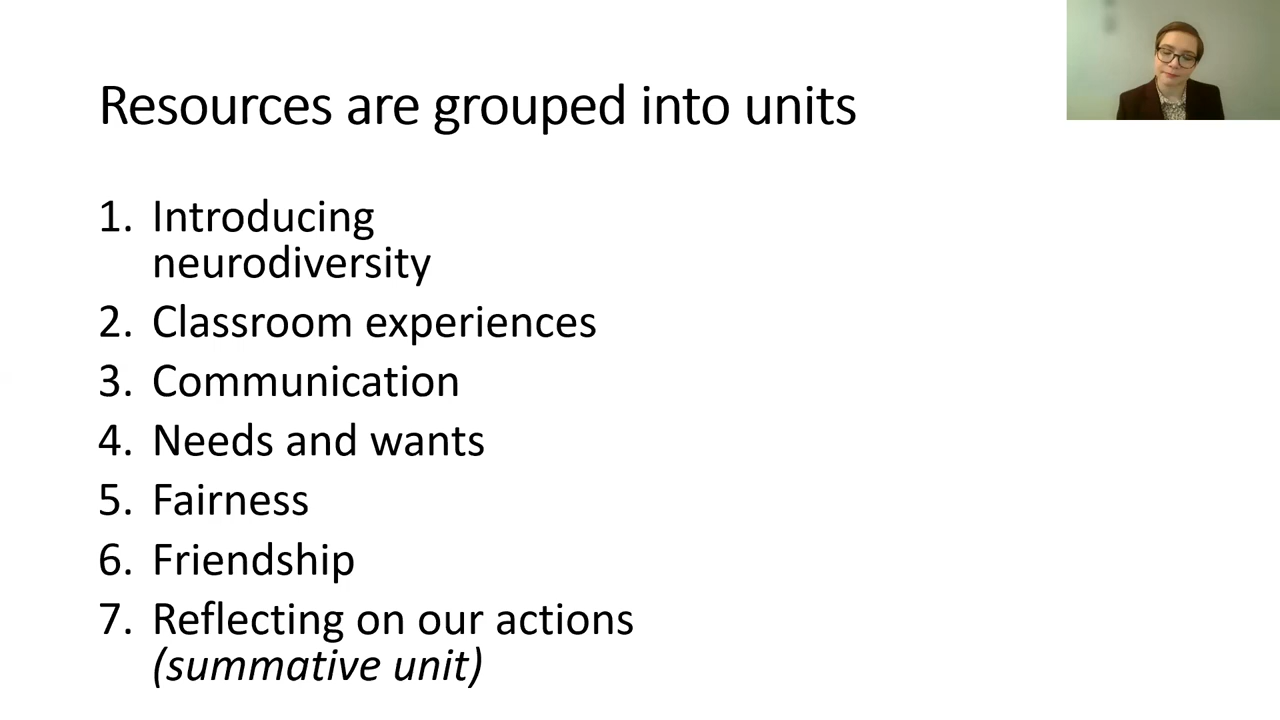 Resources are grouped into units
1. Introducing
neurodiversity
2. Classroom experiences
3. Communication
4. Needs and wants
5. Fairness
6. Friendship
7. Reflecting on our actions
(summative unit)